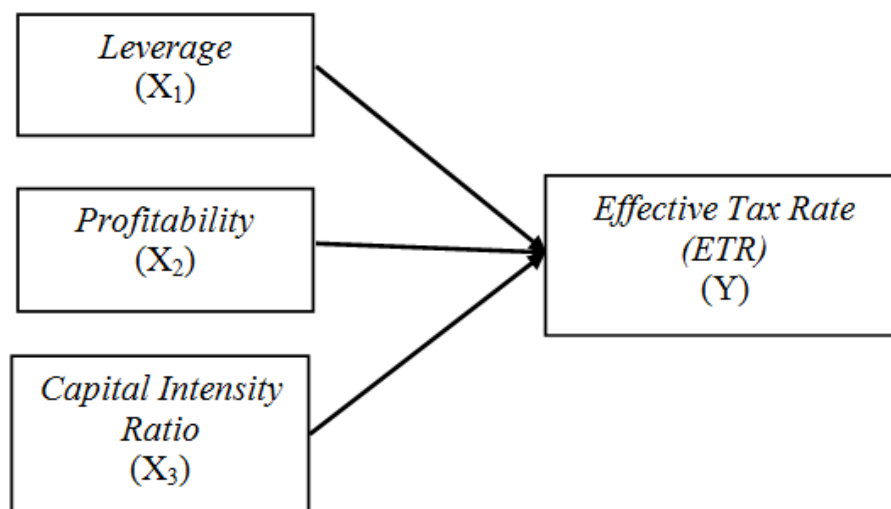 Leverage
(X₁)
Profitability
(X₂)
Capital Intensity
Ratio
(X₃)
Effective Tax Rate
(ETR)
(Y)